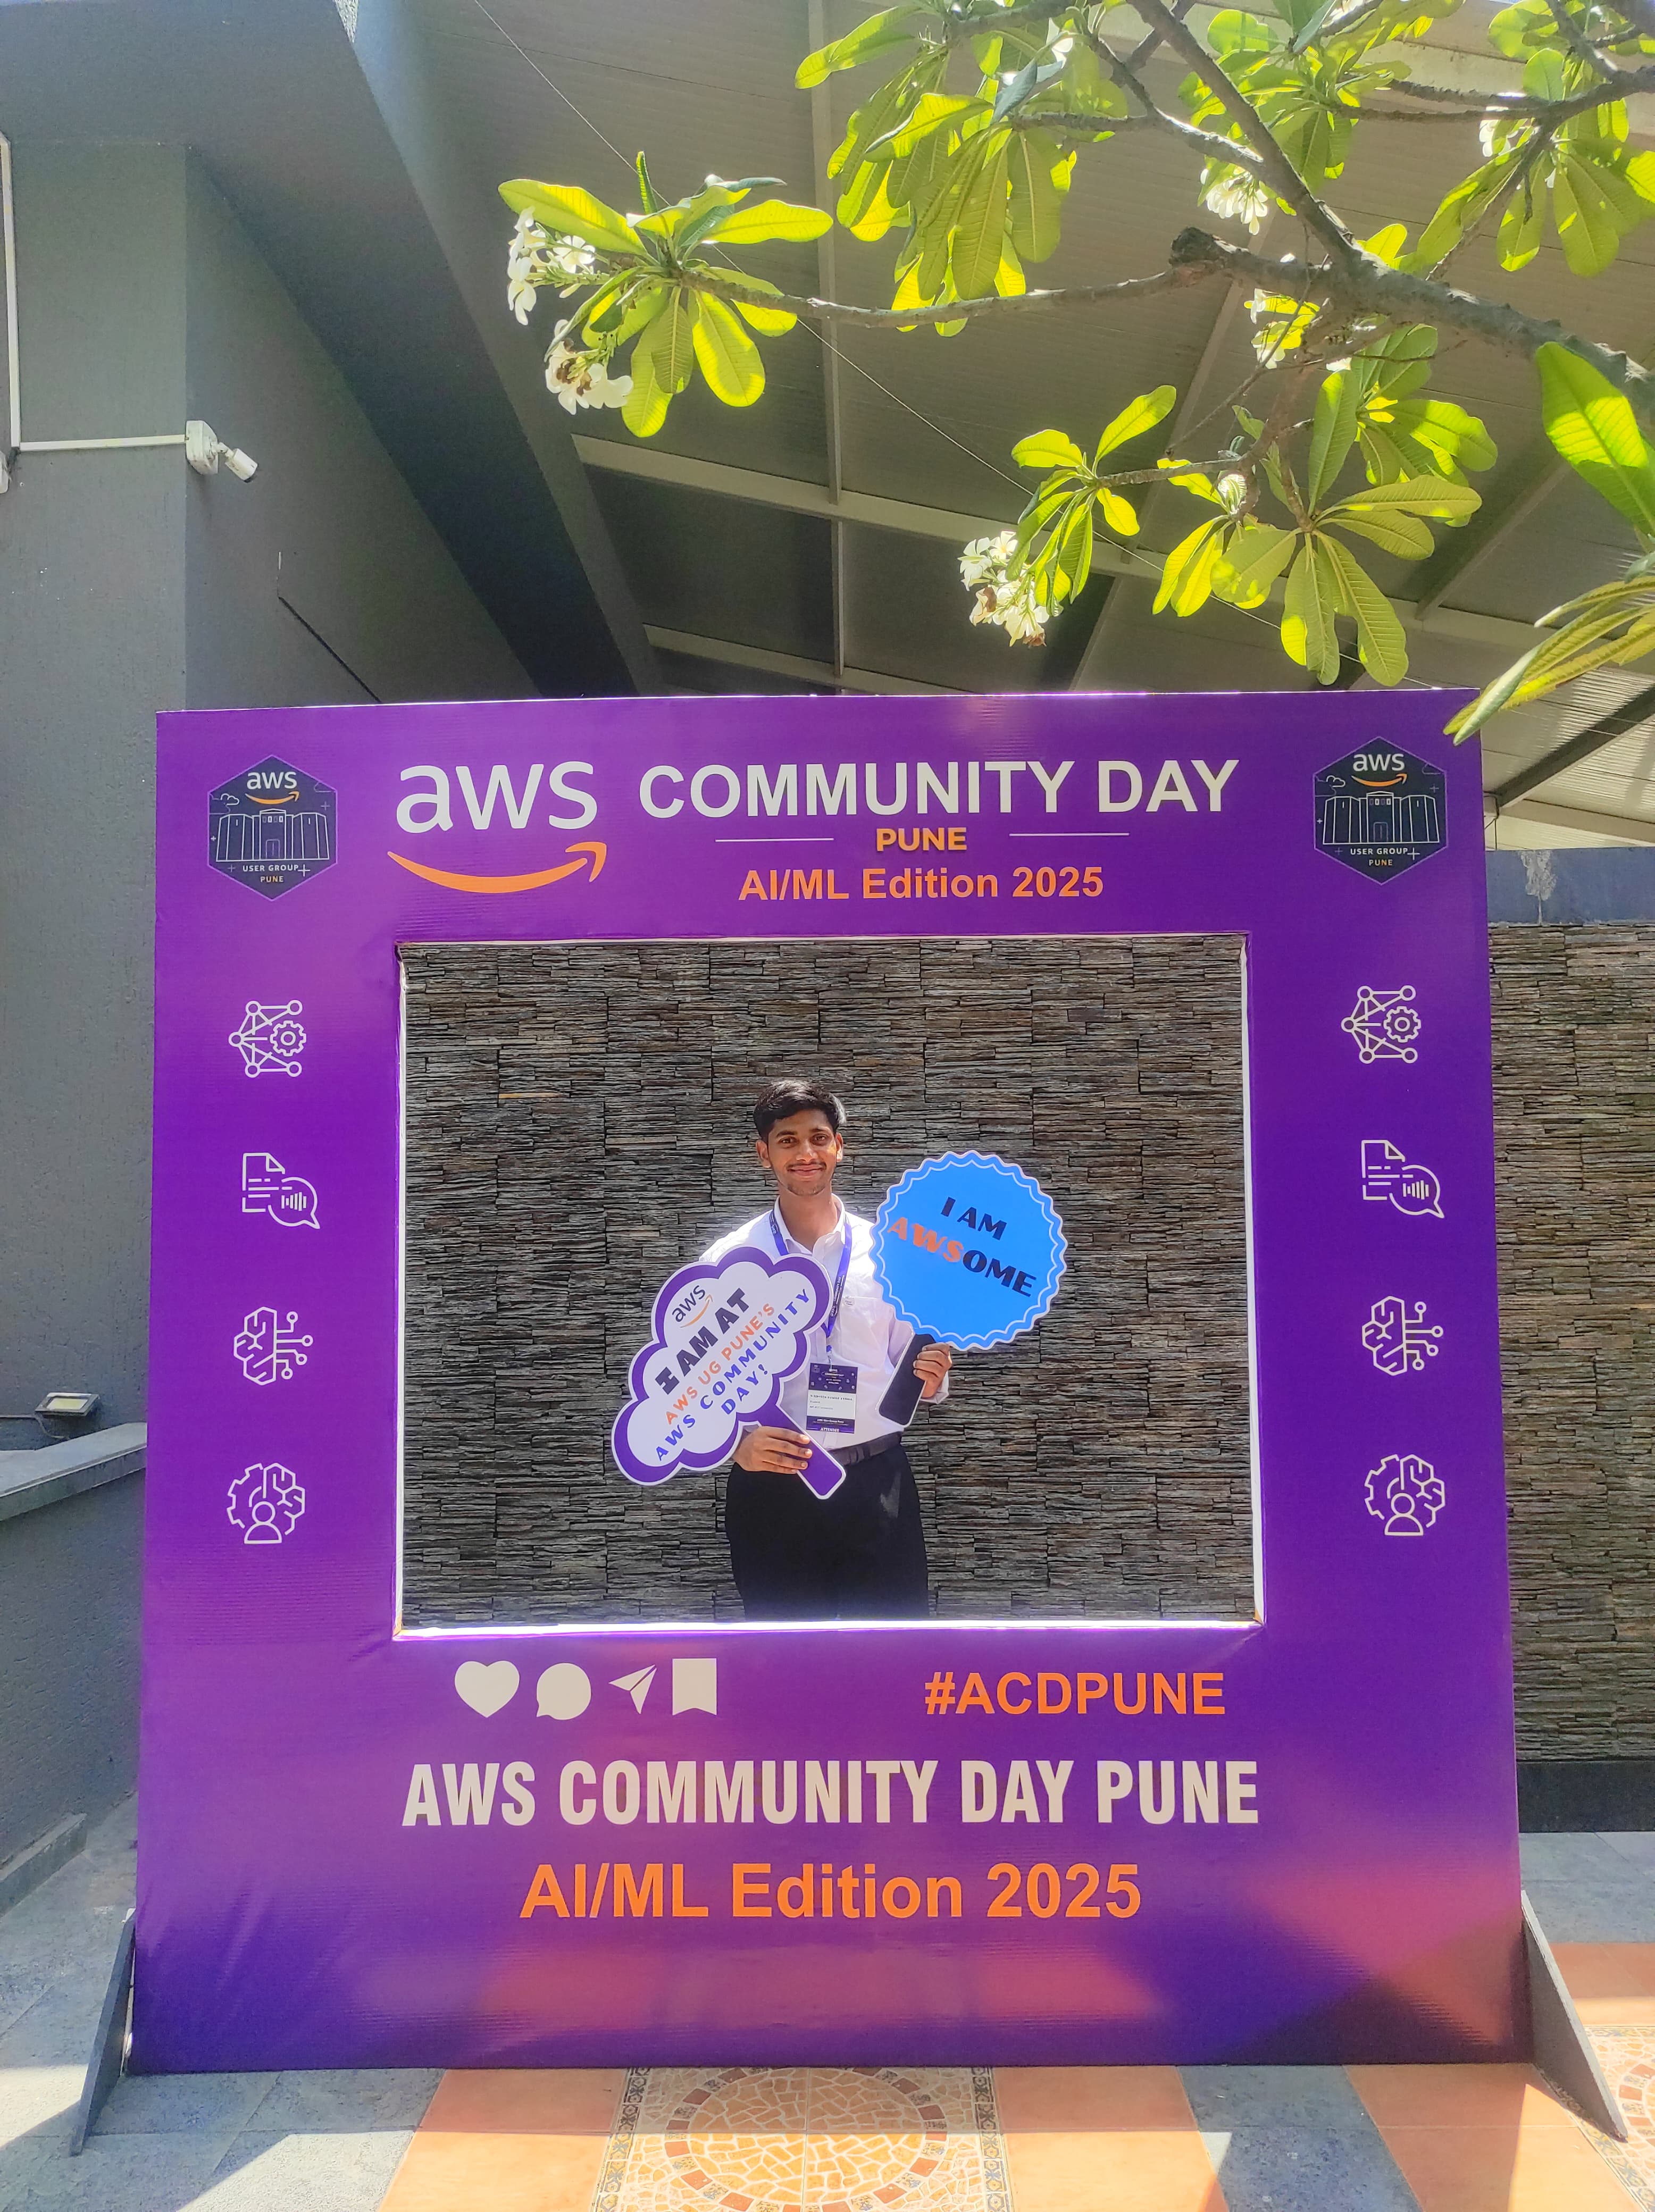 aws
COMMUNITY DAY
PUNE
AI/ML Edition 2025
aws
USER GROUP
PUNE
aws
USER GROUP
PUNE
aws
I AM AT
AWS UG PUNE'S
AWS COMMUNITY
DAY!
I AM
AWSOME
ATTENDEE
#ACDPUNE
AWS COMMUNITY DAY PUNE
AI/ML Edition 2025